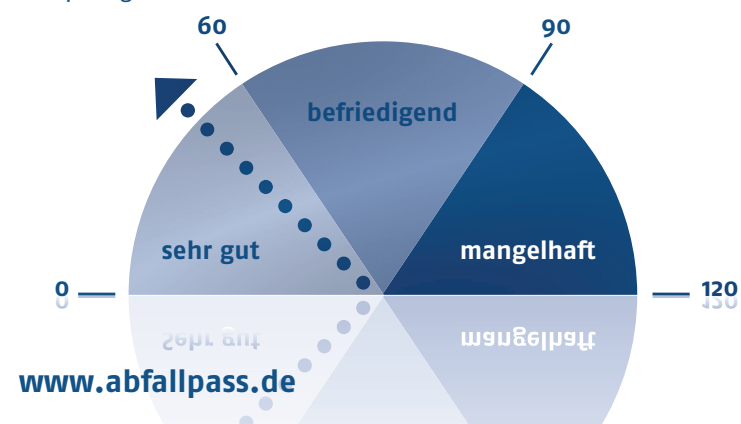 60
90
befriedigend
sehr gut
mangelhaft
0
120
www.abfallpass.de